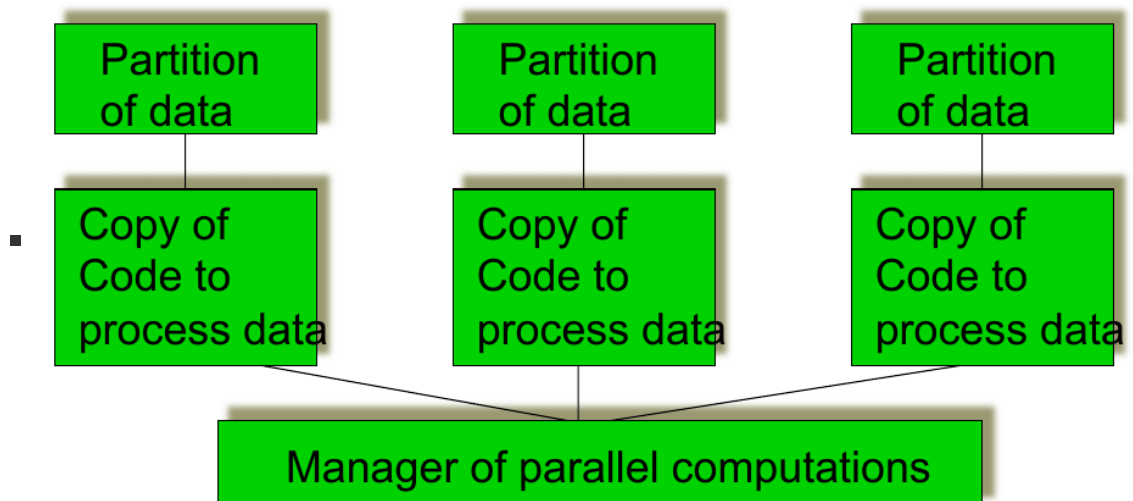 Partition
of data
Partition
of data
Partition
of data
Copy of
Code to
process data
Copy of
Code to
process data
Copy of
Code to
process data
Manager of parallel computations